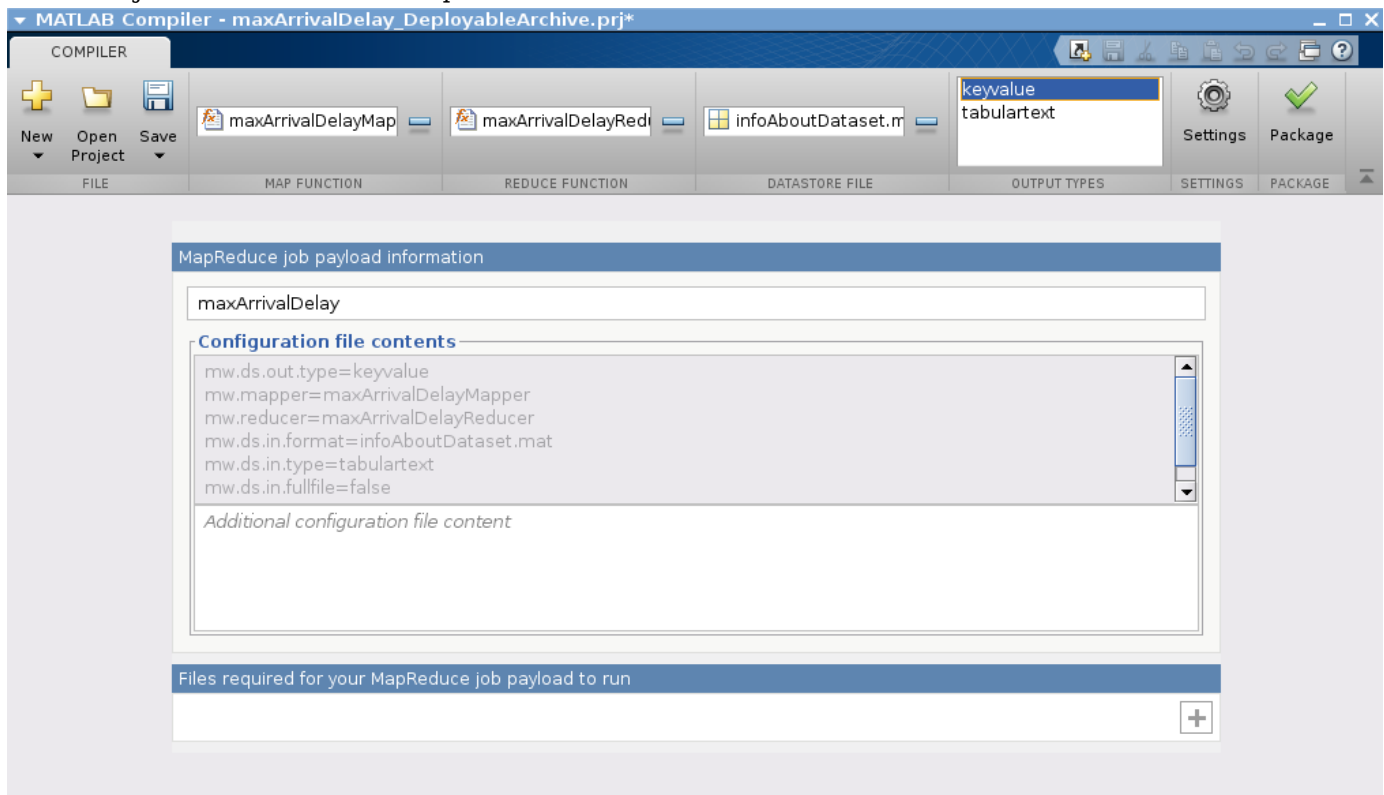 MATLAB Compiler - maxArrivalDelay_DeployableArchive.prj*
COMPILER
New
Open Project
Save
FILE
maxArrivalDelayMap
MAP FUNCTION
maxArrivalDelayRedu
REDUCE FUNCTION
infoAboutDataset.m
DATASTORE FILE
keyvalue
tabulartext
OUTPUT TYPES
Settings
SETTINGS
Package
PACKAGE
MapReduce job payload information
maxArrivalDelay
Configuration file contents
mw.ds.out.type=keyvalue
mw.mapper=maxArrivalDelayMapper
mw.reducer=maxArrivalDelayReducer
mw.ds.in.format=infoAboutDataset.mat
mw.ds.in.type=tabulartext
mw.ds.in.fullfile=false
Additional configuration file content
Files required for your MapReduce job payload to run